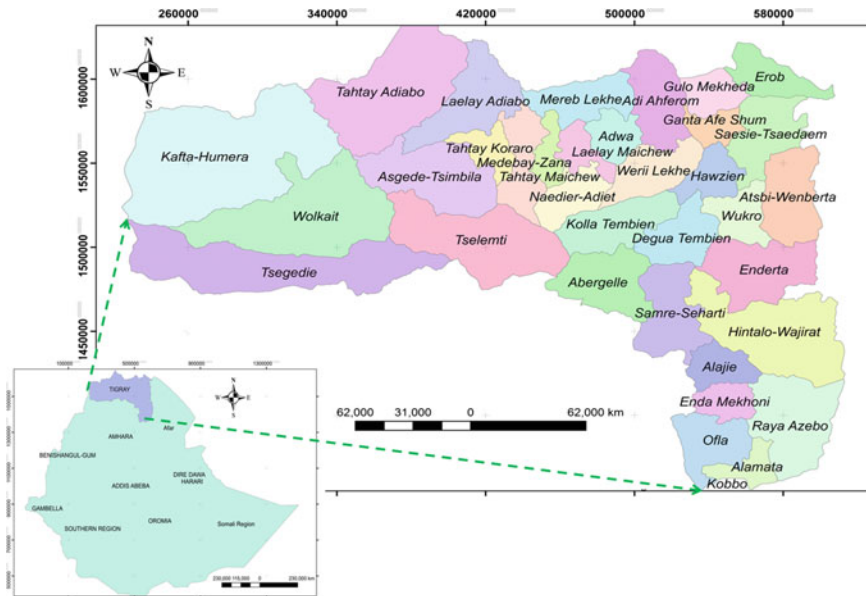 260000 340000 420000 500000 580000
N
W E
S
1600000
1550000
1500000
1450000
Erob
Gulo Mekheda
Tahtay Adiabo
Laelay Adiabo
Mereb Lekhe
Adi Ahferom
Ganta Afe Shum
Saesie-Tsaedaem
Adwa
Kafta-Humera
Tahtay Koraro
Laelay Maichew
Medebay-Zana
Werii Lekhe
Asgede-Tsimbila
Tahtay Maichew
Hawzien
Naedier-Adiet
Atsbi-Wenberta
Wolkait
Kolla Tembien
Wukro
Tselemti
Degua Tembien
Tsegedie
Enderta
Abergelle
Samre-Seharti
Hintalo-Wajirat
Alajie
Enda Mekhoni
Raya Azebo
Ofla
Alamata
Kobbo
62,000 31,000 0 62,000 km
N
W E
S
TIGRAY
AMHARA
Afar
BENISHANGUL-GUM
DIRE DAWA
HARARI
ADDIS ABEBA
GAMBELLA
OROMIA
SOUTHERN REGION
Somali Region